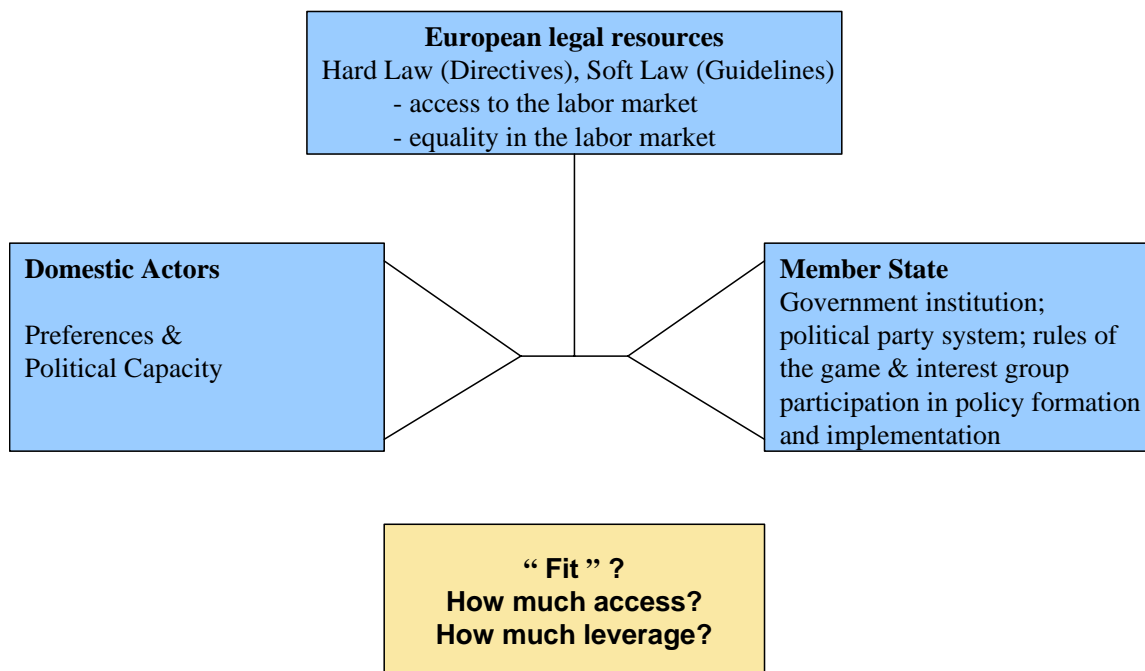 European legal resources
Hard Law (Directives), Soft Law (Guidelines)
- access to the labor market
- equality in the labor market
Domestic Actors
Preferences &
Political Capacity
Member State
Government institution;
political party system; rules of
the game & interest group
participation in policy formation
and implementation
“ Fit ” ?
How much access?
How much leverage?